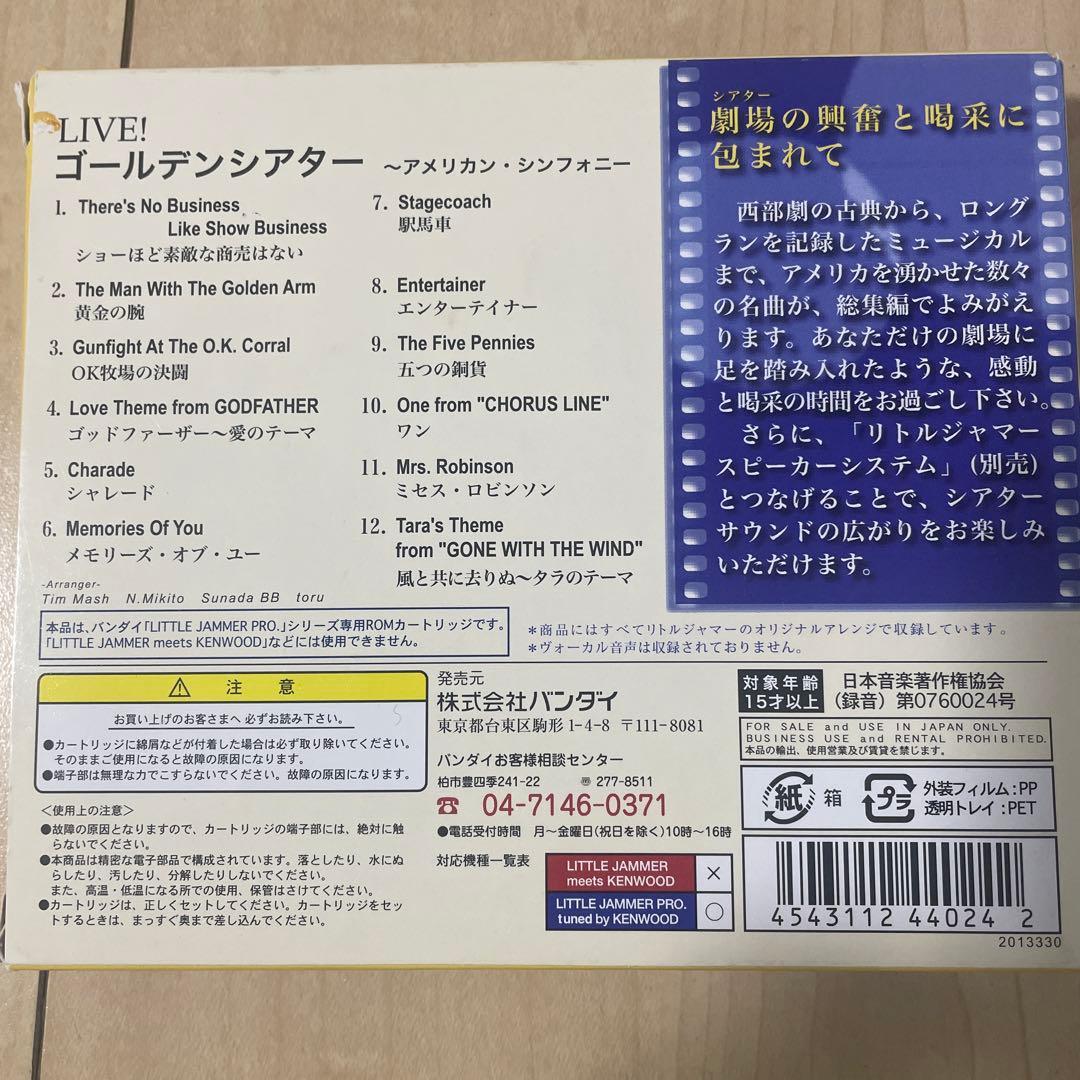 LIVE!
ゴールデンシアター ～アメリカン・シンフォニー
1. There's No Business
Like Show Business
ショーほど素敵な商売はない
2. The Man With The Golden Arm
黄金の腕
3. Gunfight At The O.K. Corral
OK牧場の決闘
4. Love Theme from GODFATHER
ゴッドファーザー～愛のテーマ
5. Charade
シャレード
6. Memories Of You
メモリーズ・オブ・ユー
7. Stagecoach
駅馬車
8. Entertainer
エンターテイナー
9. The Five Pennies
五つの銅貨
10. One from "CHORUS LINE"
ワン
11. Mrs. Robinson
ミセス・ロビンソン
12. Tara's Theme
from "GONE WITH THE WIND"
風と共に去りぬ～タラのテーマ
-Arranger-
Tim Mash N.Mikito Sunada BB toru
シアター
劇場の興奮と喝采に
包まれて
西部劇の古典から、ロング
ランを記録したミュージカル
まで、アメリカを湧かせた数々
の名曲が、総集編でよみがえ
ります。あなただけの劇場に
足を踏み入れたような、感動
と喝采の時間をお過ごし下さい。
さらに、「リトルジャマー
スピーカーシステム」(別売)
とつなげることで、シアター
サウンドの広がりをお楽しみ
いただけます。
本品は、バンダイ「LITTLE JAMMER PRO.」シリーズ専用ROMカートリッジです。
「LITTLE JAMMER meets KENWOOD」などには使用できません。
＊商品にはすべてリトルジャマーのオリジナルアレンジで収録しています。
＊ヴォーカル音声は収録されておりません。
注意
お買い上げのお客さまへ 必ずお読み下さい。
●カートリッジに綿屑などが付着した場合は必ず取り除いてください。
そのままご使用になると故障の原因になります。
●端子部は無理な力でこすらないでください。故障の原因になります。
＜使用上の注意＞
●故障の原因となりますので、カートリッジの端子部には、絶対に触
らないでください。
●本商品は精密な電子部品で構成されています。落としたり、水にぬ
らしたり、汚したり、分解したりしないでください。
また、高温・低温になる所での使用、保管はさけてください。
●カートリッジは、正しくセットしてください。カートリッジをセッ
トするときは、まっすぐ奥まで差し込んでください。
発売元
株式会社バンダイ
東京都台東区駒形1-4-8 〒111-8081
バンダイお客様相談センター
柏市豊四季241-22 〠 277-8511
☎ 04-7146-0371
●電話受付時間 月～金曜日(祝日を除く)10時～16時
対応機種一覧表
LITTLE JAMMER
meets KENWOOD ×
LITTLE JAMMER PRO.
tuned by KENWOOD ○
対象年齢
15才以上
日本音楽著作権協会
(録音) 第0760024号
FOR SALE and USE IN JAPAN ONLY.
BUSINESS USE and RENTAL PROHIBITED.
本品の輸出、使用営業及び賃貸を禁じます。
紙 箱
プラ 外装フィルム:PP
透明トレイ:PET
4543112 44024 2
2013330